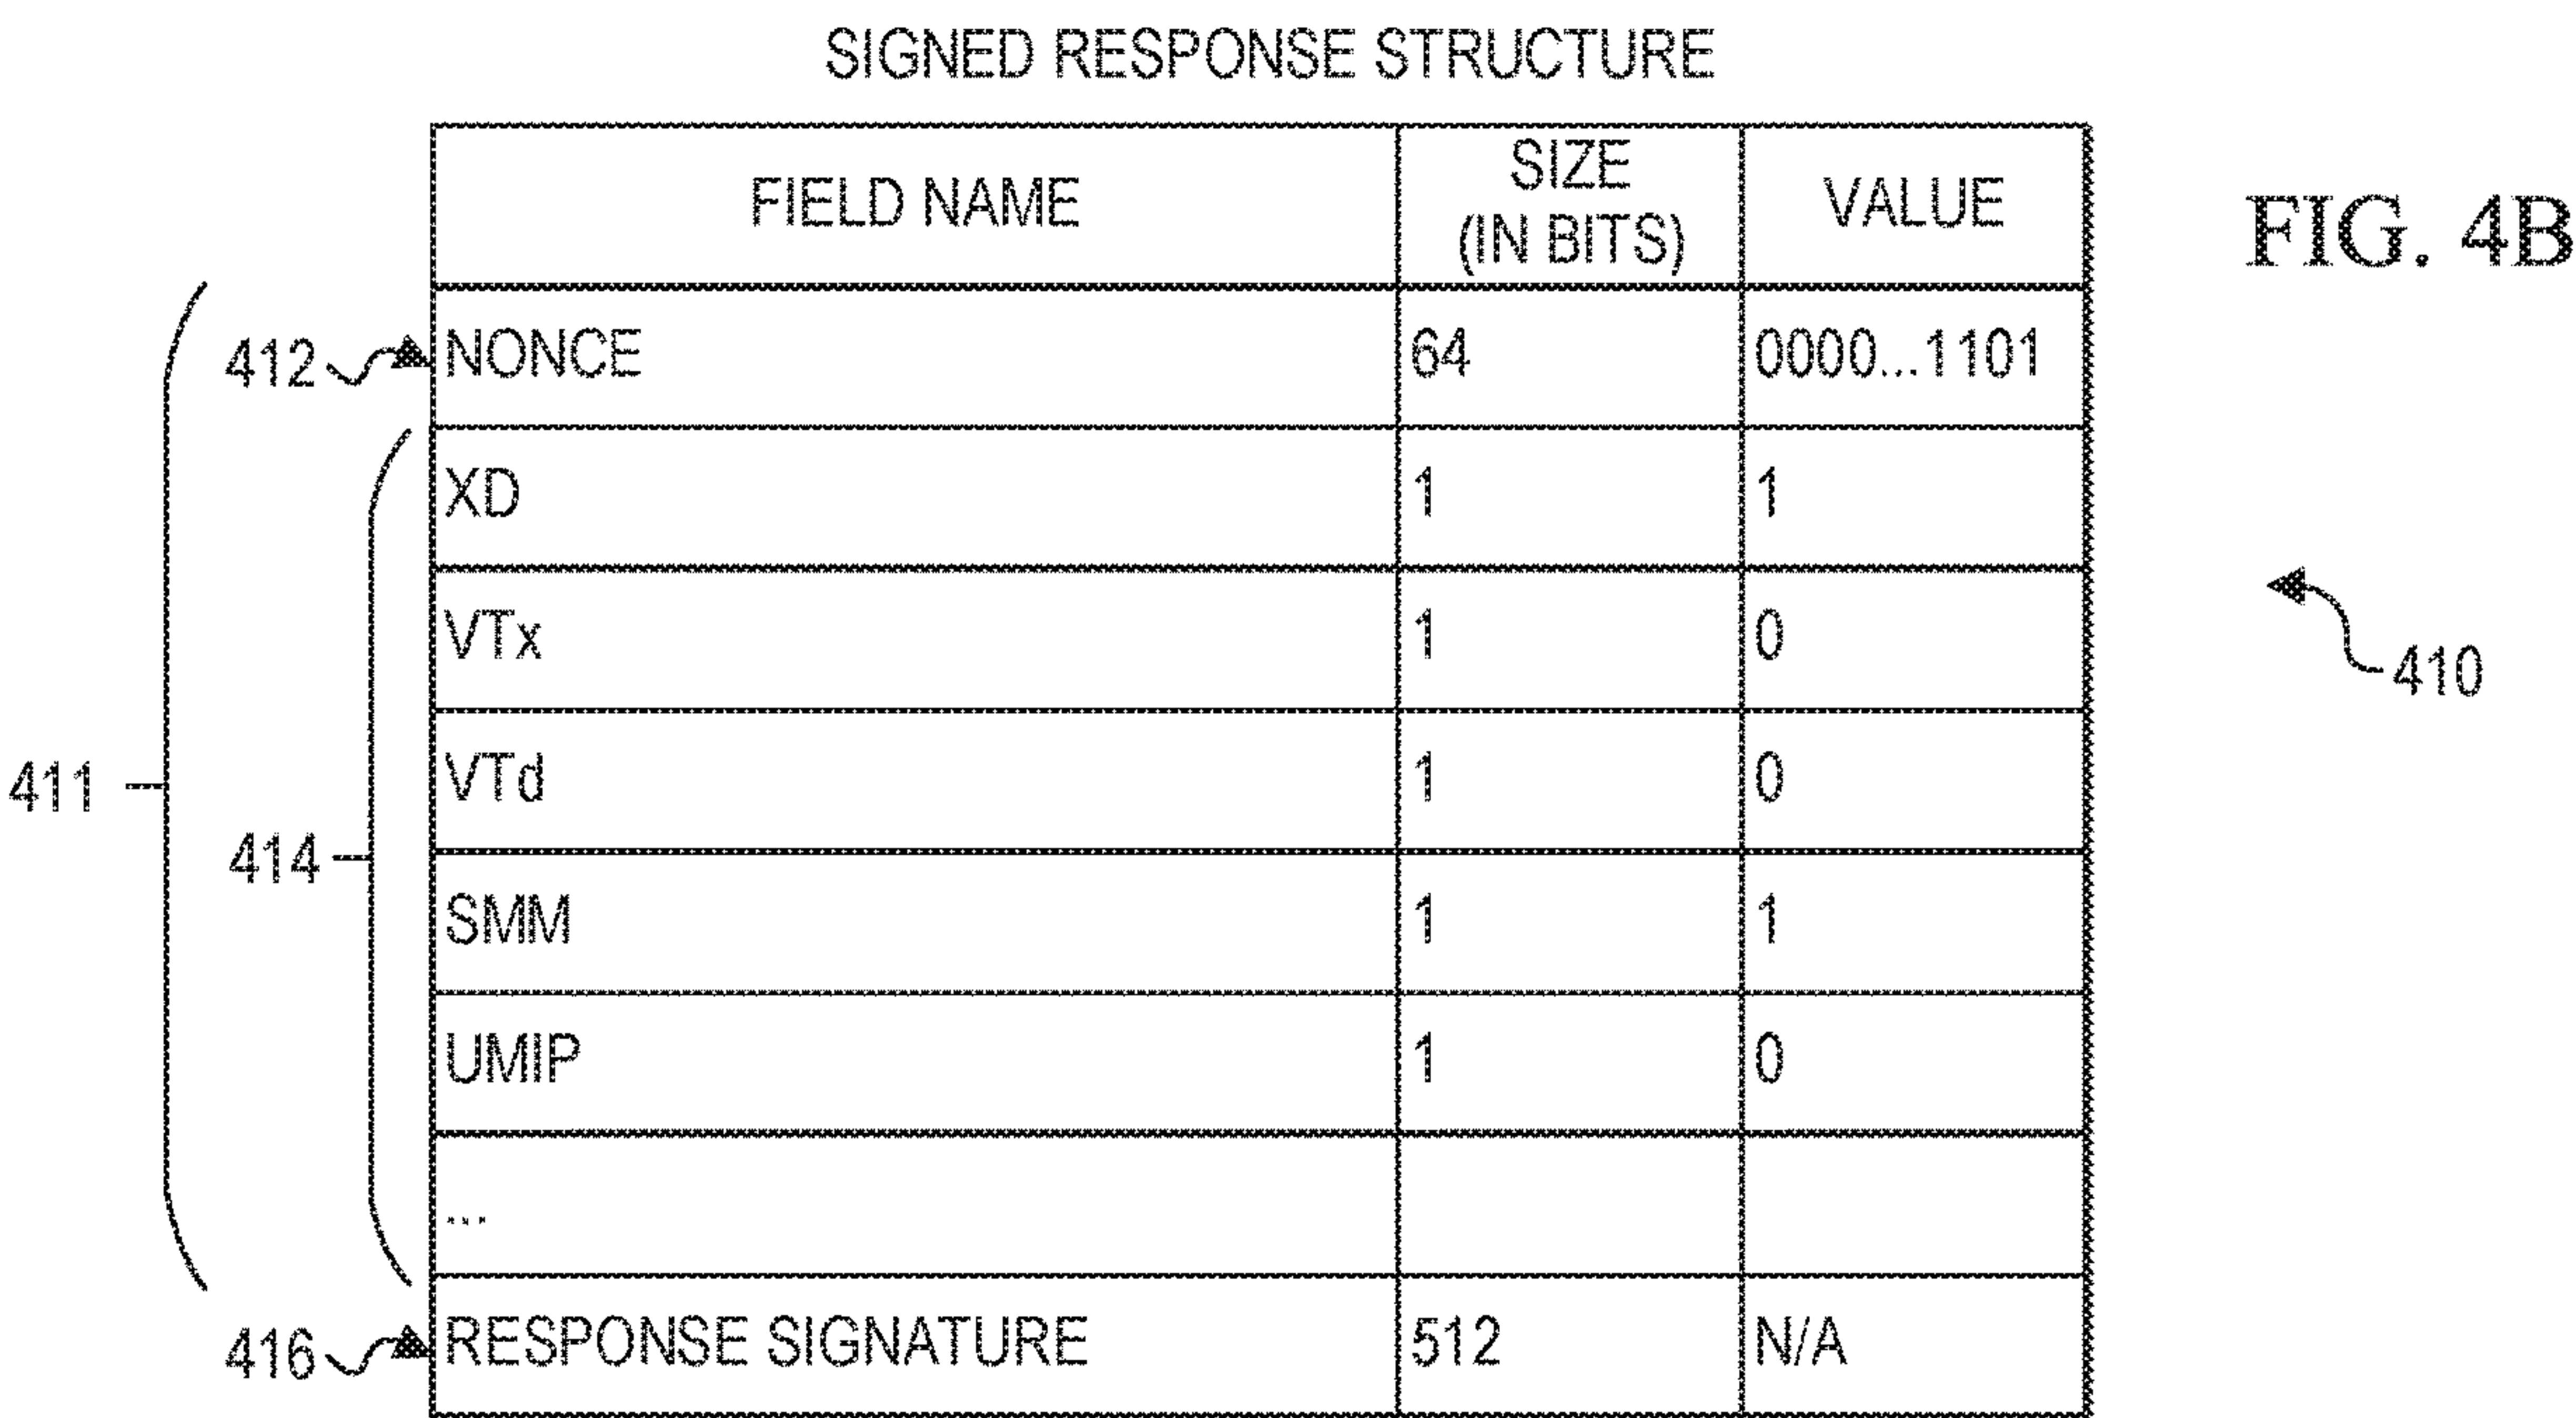 SIGNED RESPONSE STRUCTURE
FIELD NAME SIZE (IN BITS) VALUE
FIG. 4B
412 NONCE 64 0000...1101
XD 1 1
VTx 1 0
410
VTd 1 0
411
414
SMM 1 1
UMIP 1 0
...
416 RESPONSE SIGNATURE 512 N/A